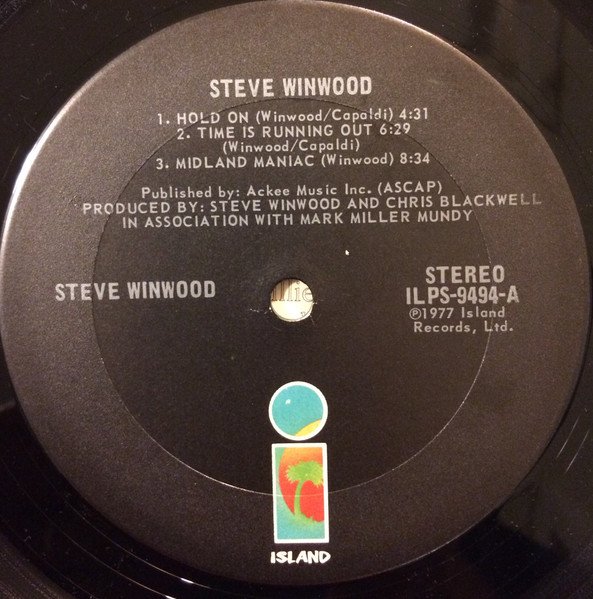 STEVE WINWOOD
1. HOLD ON (Winwood/Capaldi) 4:31
2. TIME IS RUNNING OUT 6:29
(Winwood/Capaldi)
3. MIDLAND MANIAC (Winwood) 8:34
Published by: Ackee Music Inc. (ASCAP)
PRODUCED BY: STEVE WINWOOD AND CHRIS BLACKWELL
IN ASSOCIATION WITH MARK MILLER MUNDY
STEVE WINWOOD
STEREO
ILPS-9494-A
℗1977 Island
Records, Ltd.
ISLAND